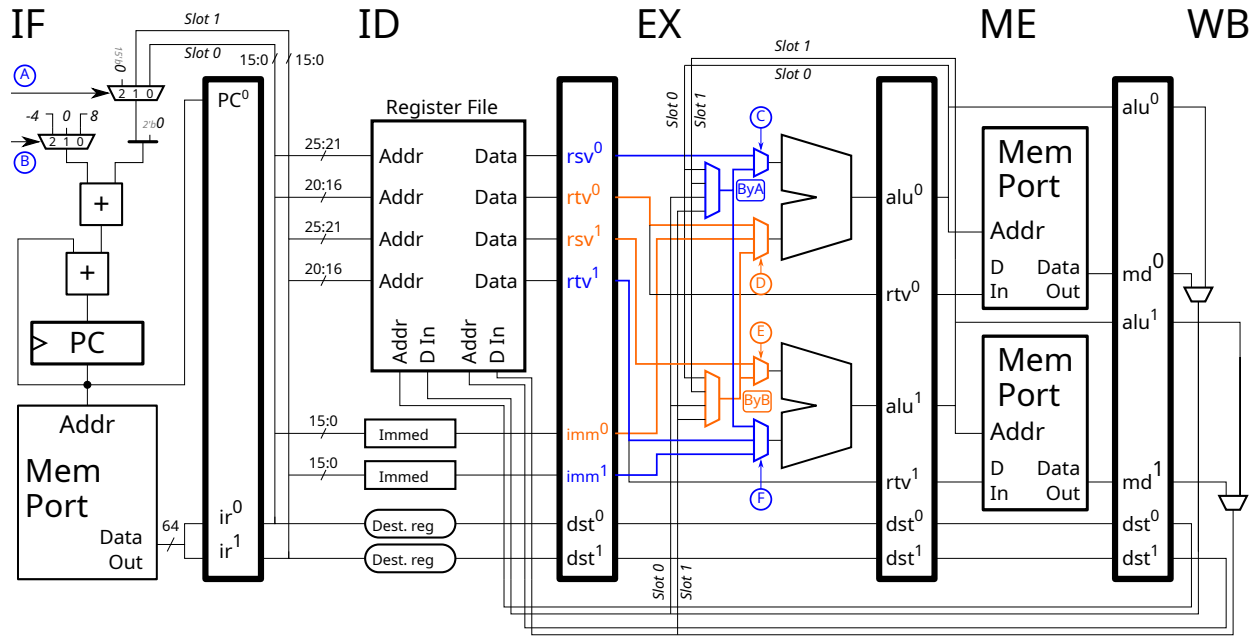 IF ID EX ME WB
Slot 1
Slot 0
15:0 15:0
15'b0
A
2 1 0
-4 0 8
2'b0
2 1 0
B
+
+
PC
Addr
Mem
Port
Data
Out
64
PC⁰
ir⁰
ir¹
Register File
25:21 Addr Data
20:16 Addr Data
25:21 Addr Data
20:16 Addr Data
Addr D In Addr D In
15:0 Immed
15:0 Immed
Dest. reg
Dest. reg
rsv⁰
rtv⁰
rsv¹
rtv¹
imm⁰
imm¹
dst⁰
dst¹
Slot 1
Slot 0
Slot 0 Slot 1
C
ByA
D
E
ByB
F
Slot 0 Slot 1
alu⁰
rtv⁰
alu¹
rtv¹
dst⁰
dst¹
Mem
Port
Addr
D Data
In Out
Mem
Port
Addr
D Data
In Out
alu⁰
md⁰
alu¹
md¹
dst⁰
dst¹